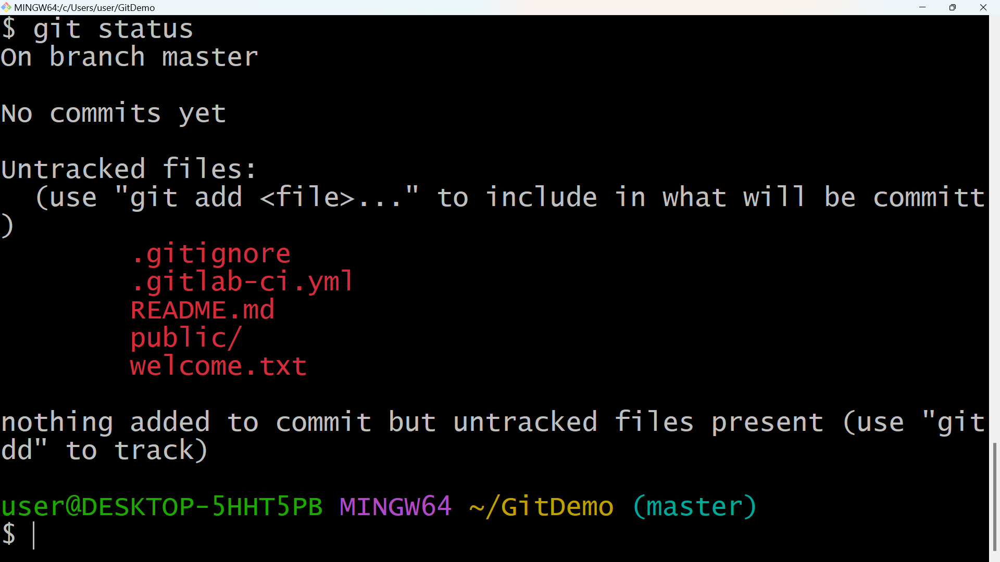 MINGW64:/c/Users/user/GitDemo
$ git status
On branch master
No commits yet
Untracked files:
(use "git add <file>..." to include in what will be committ
)
.gitignore
.gitlab-ci.yml
README.md
public/
welcome.txt
nothing added to commit but untracked files present (use "git
dd" to track)
user@DESKTOP-5HHT5PB MINGW64 ~/GitDemo (master)
$